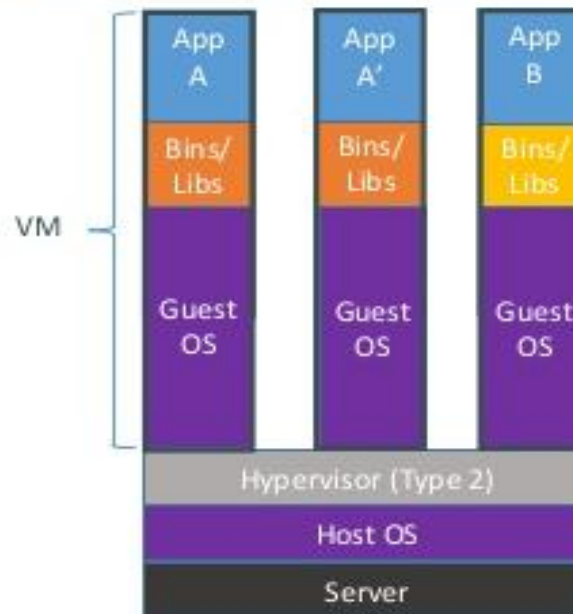 App
A
App
A’
App
B
Bins/
Libs
Bins/
Libs
Bins/
Libs
VM
Guest
OS
Guest
OS
Guest
OS
Hypervisor (Type 2)
Host OS
Server